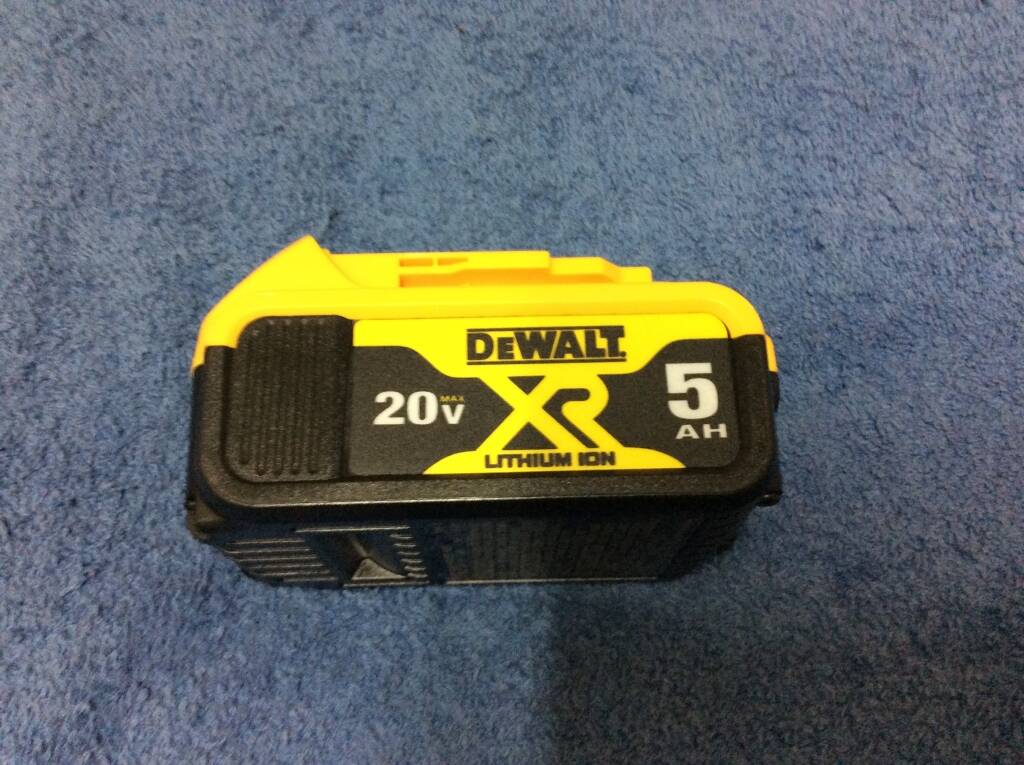 DEWALT
20V MAX
XR
5
AH
LITHIUM ION